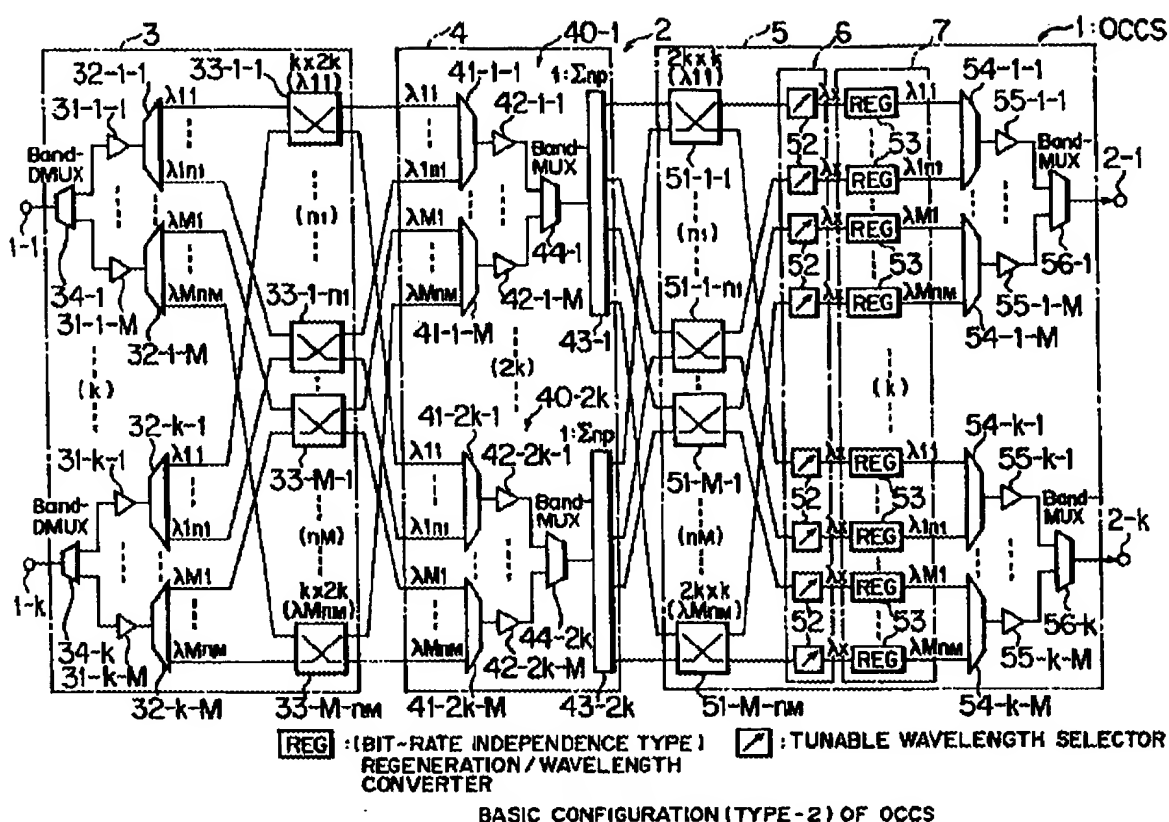 3
4
40-1
2
5
6
7
1:OCCS
32-1-1
33-1-1
k×2k
(λ11)
41-1-1
1:Σnp
2k×k
(λ11)
54-1-1
31-1-1
λ11
λ11
42-1-1
λx
REG
λ11
55-1-1
Band-
DMUX
Band-
MUX
52
53
Band-
MUX
2-1
λ1n1
λ1n1
51-1-1
λx
REG
λ1n1
1-1
λM1
(n1)
λM1
44-1
(n1)
λx
REG
λM1
56-1
34-1
52
53
31-1-M
λMnM
33-1-n1
λMnM
42-1-M
51-1-n1
λx
REG
λMnM
55-1-M
32-1-M
41-1-M
43-1
54-1-M
(k)
(2k)
(k)
32-k-1
41-2k-1
40-2k
54-k-1
31-k-1
λ11
33-M-1
λ11
42-2k-1
1:Σnp
51-M-1
λx
REG
λ11
55-k-1
Band-
DMUX
Band-
MUX
52
53
Band-
MUX
2-k
λ1n1
(nM)
λ1n1
(nM)
λx
REG
λ1n1
1-k
λM1
k×2k
(λMnM)
λM1
2k×k
(λMnM)
λx
REG
λM1
34-k
44-2k
52
53
56-k
31-k-M
λMnM
λMnM
42-2k-M
λx
REG
λMnM
55-k-M
32-k-M
33-M-nM
41-2k-M
43-2k
51-M-nM
54-k-M
REG :(BIT-RATE INDEPENDENCE TYPE)
REGENERATION/WAVELENGTH
CONVERTER
:TUNABLE WAVELENGTH SELECTOR
BASIC CONFIGURATION (TYPE-2) OF OCCS